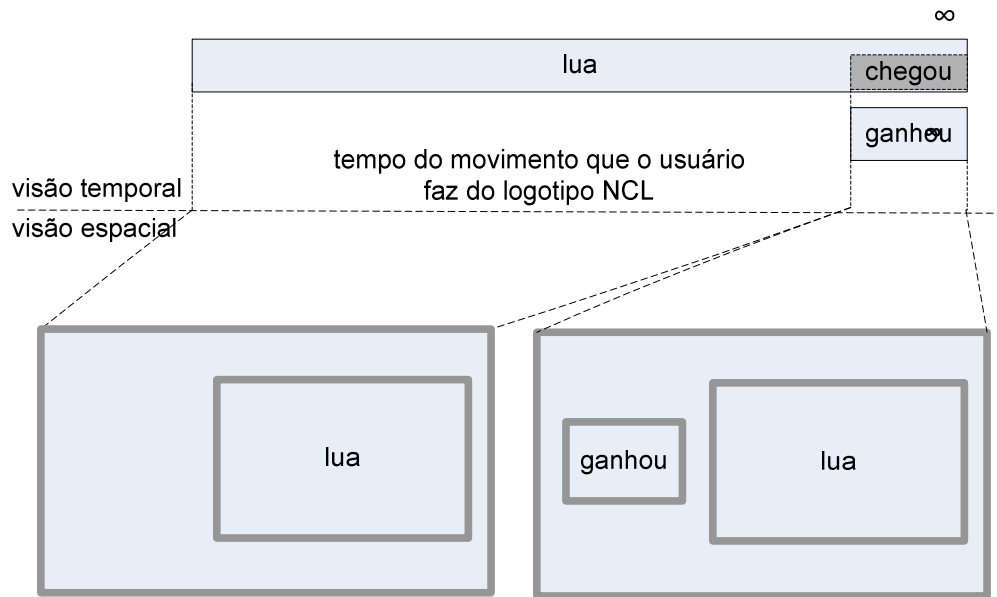 ∞
lua
chegou
ganhou
∞
tempo do movimento que o usuário
faz do logotipo NCL
visão temporal
visão espacial
lua
ganhou
lua